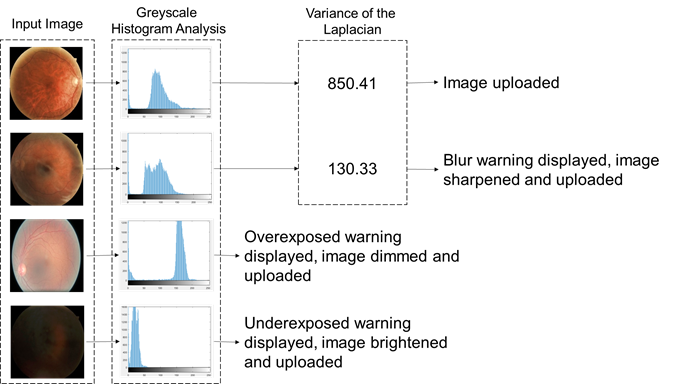 Input Image
Greyscale
Histogram Analysis
Variance of the
Laplacian
850.41
Image uploaded
130.33
Blur warning displayed, image
sharpened and uploaded
Overexposed warning
displayed, image dimmed and
uploaded
Underexposed warning
displayed, image brightened
and uploaded